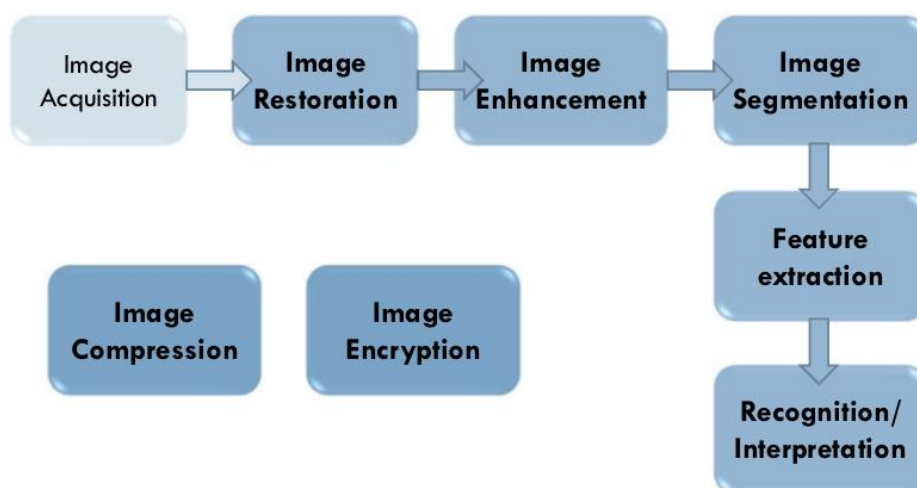 Image
Acquisition
Image
Restoration
Image
Enhancement
Image
Segmentation
Feature
extraction
Image
Compression
Image
Encryption
Recognition/
Interpretation